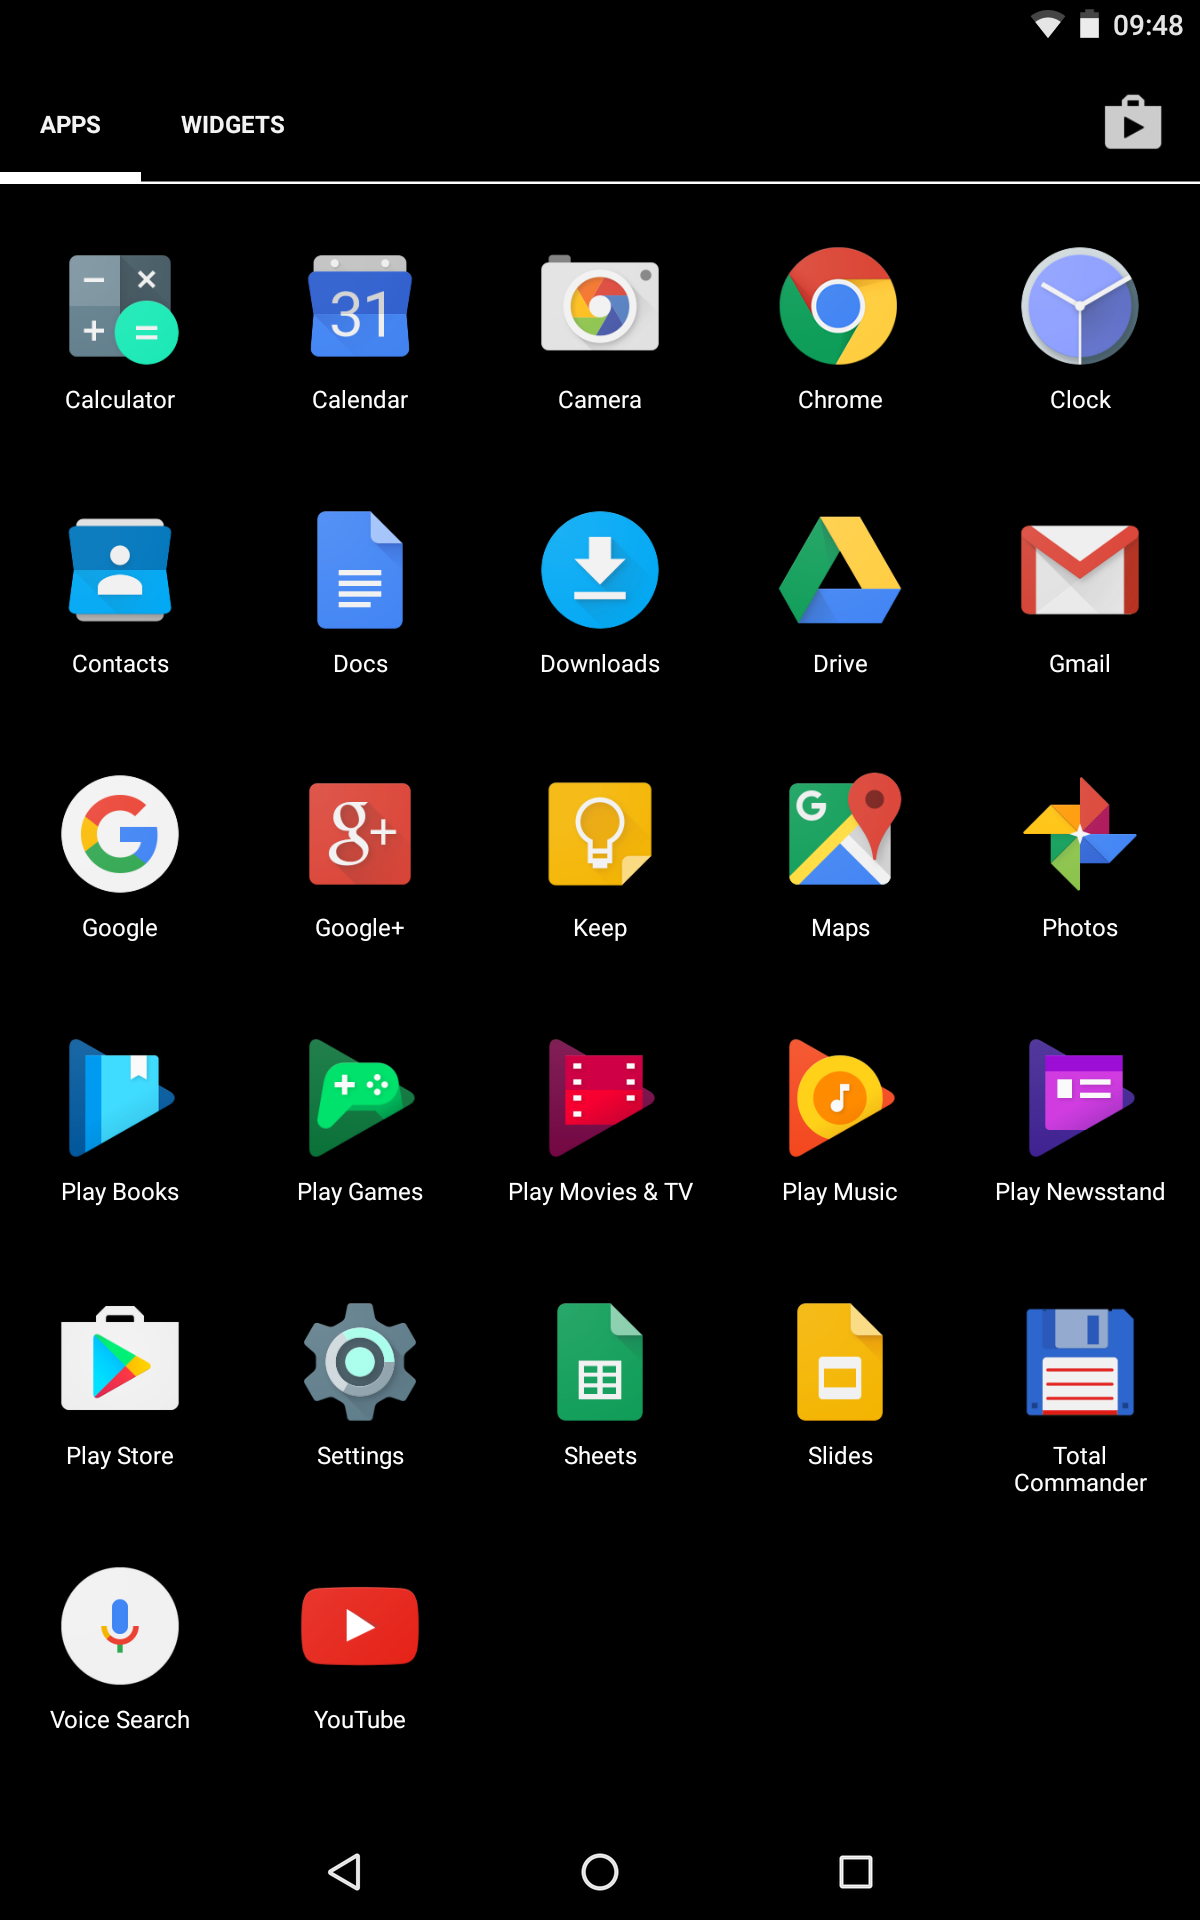 09:48
APPS WIDGETS
31
Calculator Calendar Camera Chrome Clock
Contacts Docs Downloads Drive Gmail
G g+ G
Google Google+ Keep Maps Photos
Play Books Play Games Play Movies & TV Play Music Play Newsstand
Play Store Settings Sheets Slides Total
Commander
Voice Search YouTube